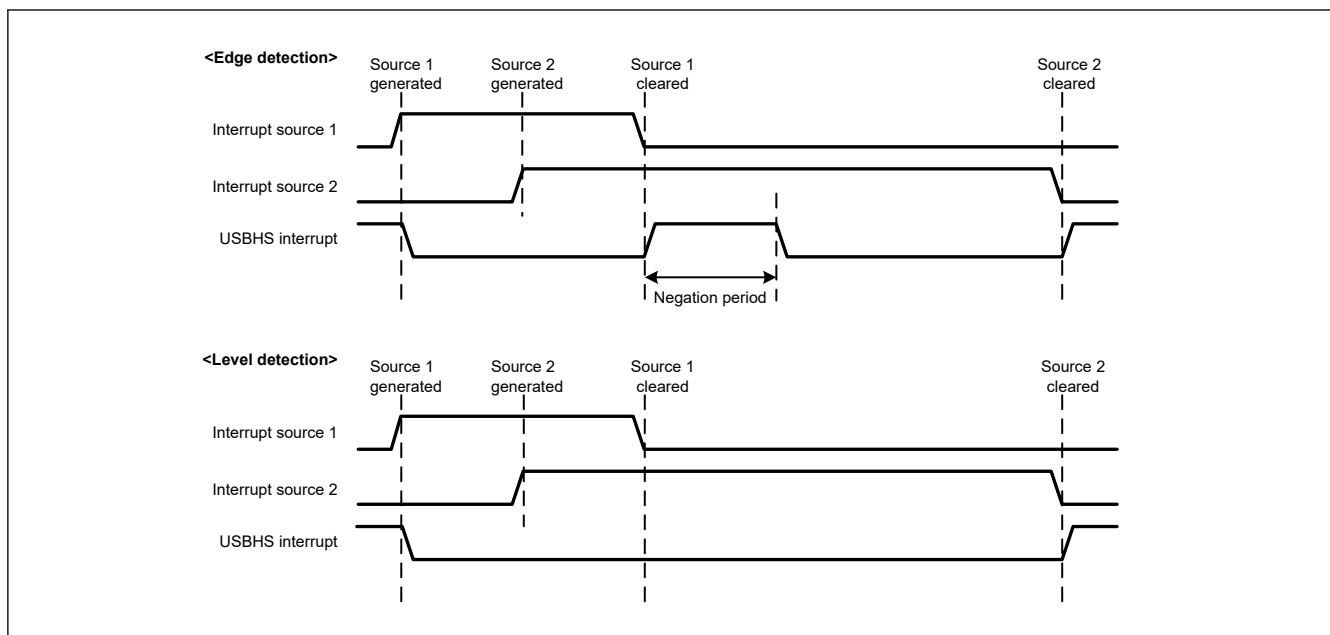 <Edge detection>
Source 1
generated
Source 2
generated
Source 1
cleared
Source 2
cleared
Interrupt source 1
Interrupt source 2
USBHS interrupt
Negation period
<Level detection>
Source 1
generated
Source 2
generated
Source 1
cleared
Source 2
cleared
Interrupt source 1
Interrupt source 2
USBHS interrupt